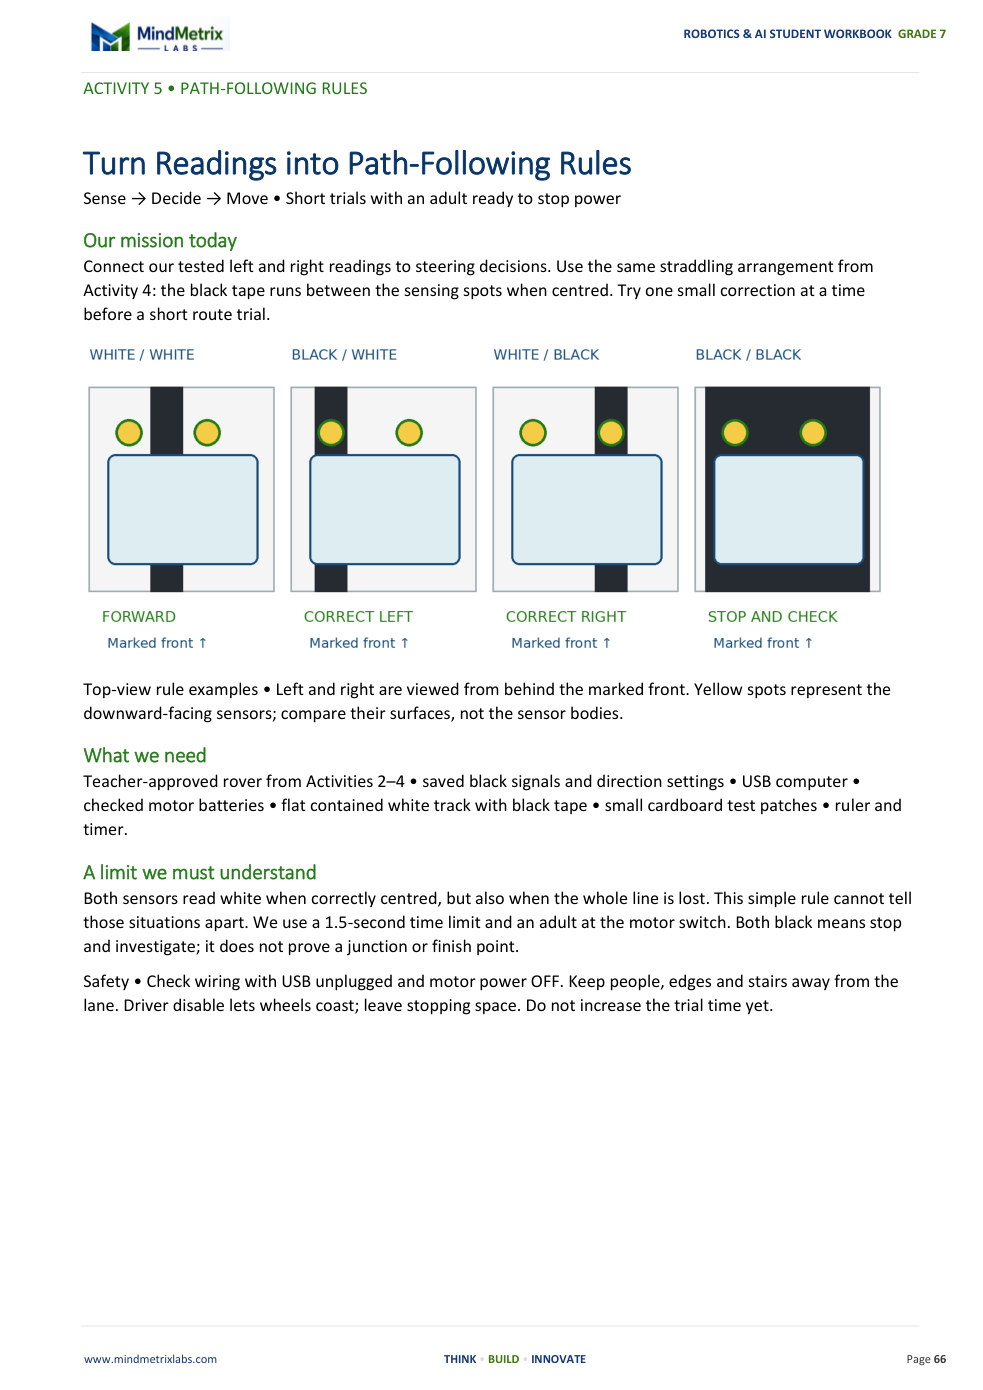 MindMetrix
LABS
ROBOTICS & AI STUDENT WORKBOOK GRADE 7
ACTIVITY 5 • PATH-FOLLOWING RULES
Turn Readings into Path-Following Rules
Sense → Decide → Move • Short trials with an adult ready to stop power
Our mission today
Connect our tested left and right readings to steering decisions. Use the same straddling arrangement from
Activity 4: the black tape runs between the sensing spots when centred. Try one small correction at a time
before a short route trial.
WHITE / WHITE
BLACK / WHITE
WHITE / BLACK
BLACK / BLACK
FORWARD
CORRECT LEFT
CORRECT RIGHT
STOP AND CHECK
Marked front ↑
Marked front ↑
Marked front ↑
Marked front ↑
Top-view rule examples • Left and right are viewed from behind the marked front. Yellow spots represent the
downward-facing sensors; compare their surfaces, not the sensor bodies.
What we need
Teacher-approved rover from Activities 2–4 • saved black signals and direction settings • USB computer •
checked motor batteries • flat contained white track with black tape • small cardboard test patches • ruler and
timer.
A limit we must understand
Both sensors read white when correctly centred, but also when the whole line is lost. This simple rule cannot tell
those situations apart. We use a 1.5-second time limit and an adult at the motor switch. Both black means stop
and investigate; it does not prove a junction or finish point.
Safety • Check wiring with USB unplugged and motor power OFF. Keep people, edges and stairs away from the
lane. Driver disable lets wheels coast; leave stopping space. Do not increase the trial time yet.
www.mindmetrixlabs.com
THINK • BUILD • INNOVATE
Page 66